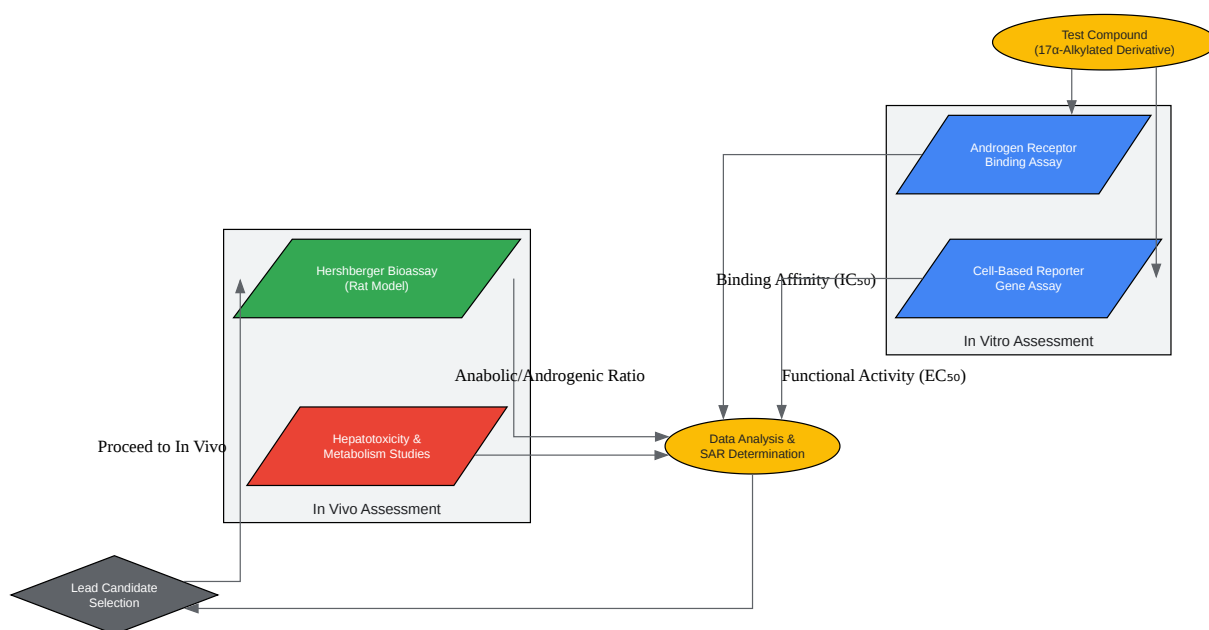 Test Compound
(17α-Alkylated Derivative)
Androgen Receptor
Binding Assay
Hershberger Bioassay
(Rat Model)
Binding Affinity (IC₅₀)
Cell-Based Reporter
Gene Assay
In Vitro Assessment
Anabolic/Androgenic Ratio
Functional Activity (EC₅₀)
Proceed to In Vivo
Hepatotoxicity &
Metabolism Studies
Data Analysis &
SAR Determination
In Vivo Assessment
Lead Candidate
Selection